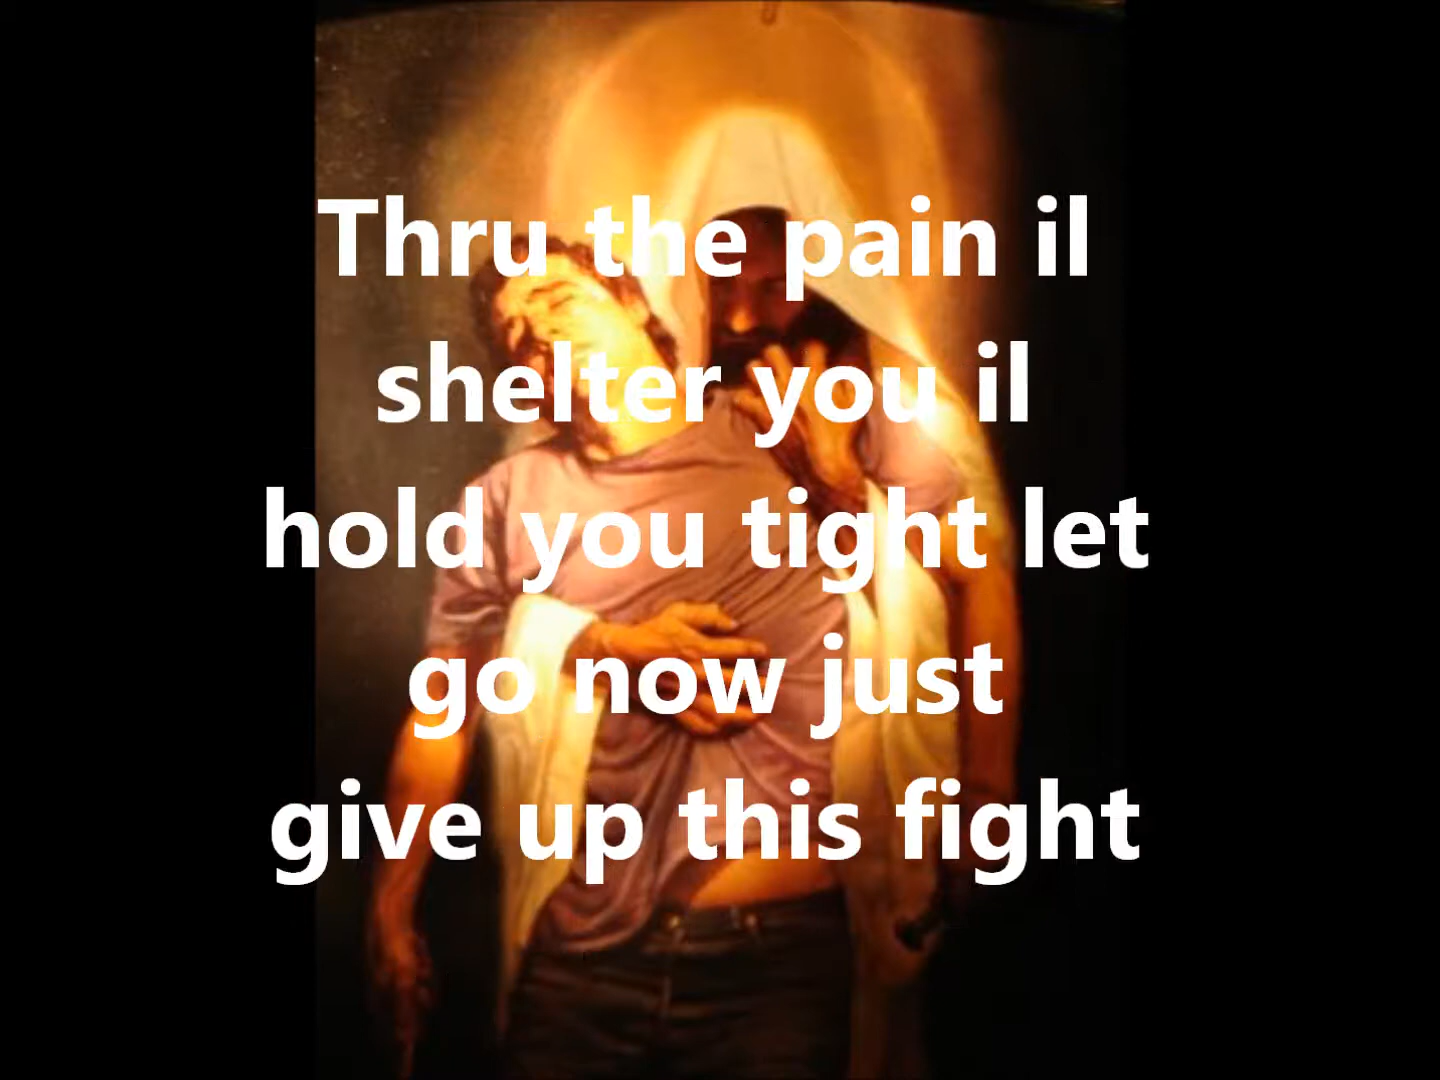 Thru the pain il
shelter you il
hold you tight let
go now just
give up this fight